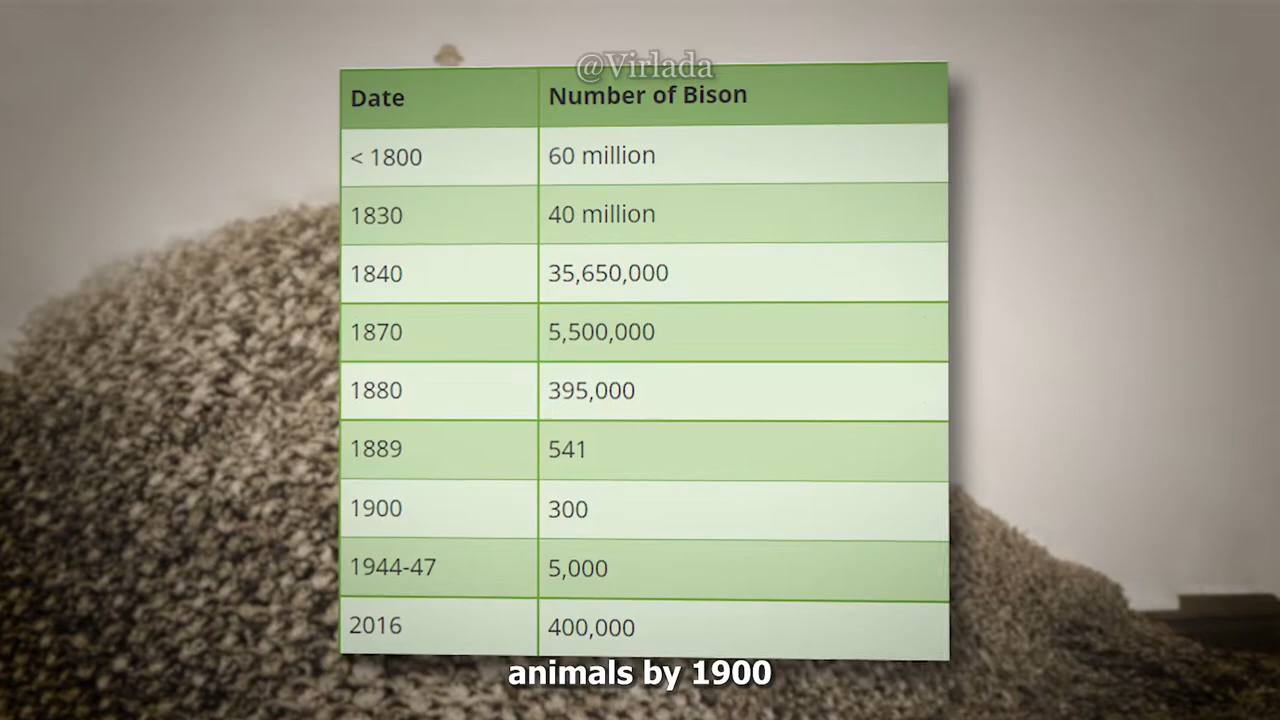 @Virlada
Date Number of Bison
< 1800 60 million
1830 40 million
1840 35,650,000
1870 5,500,000
1880 395,000
1889 541
1900 300
1944-47 5,000
2016 400,000
animals by 1900